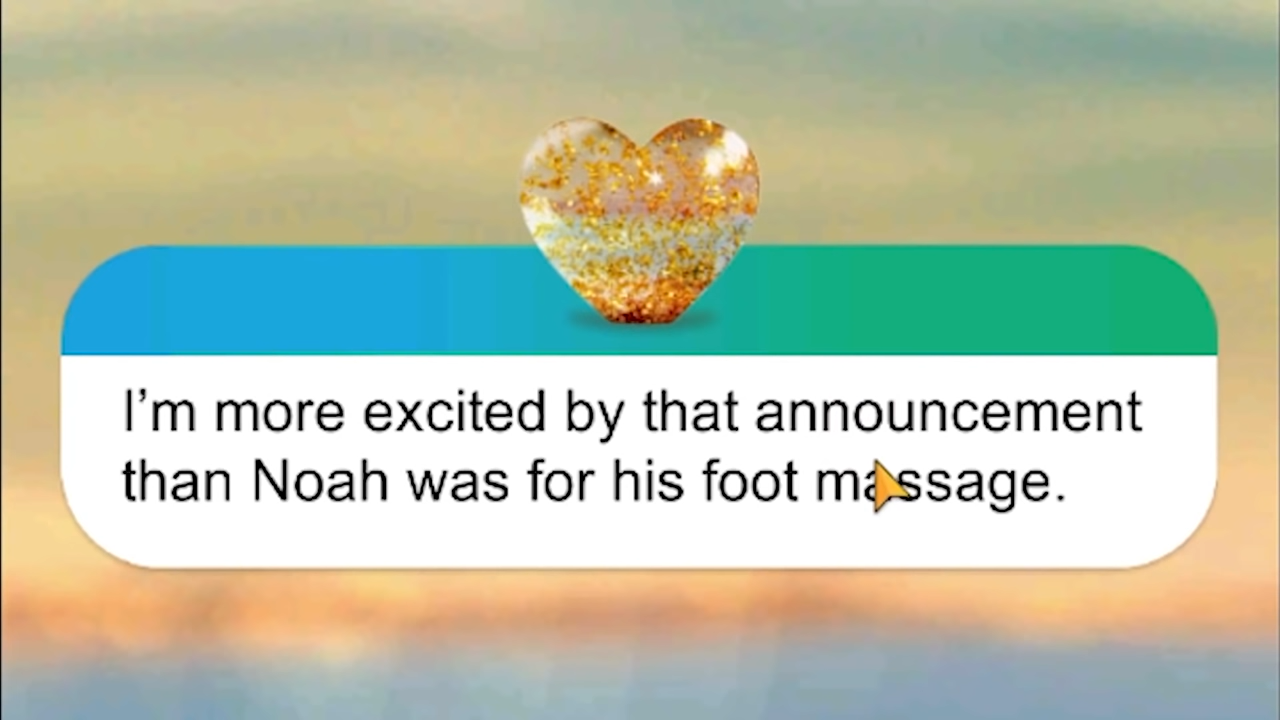 I’m more excited by that announcement
than Noah was for his foot massage.